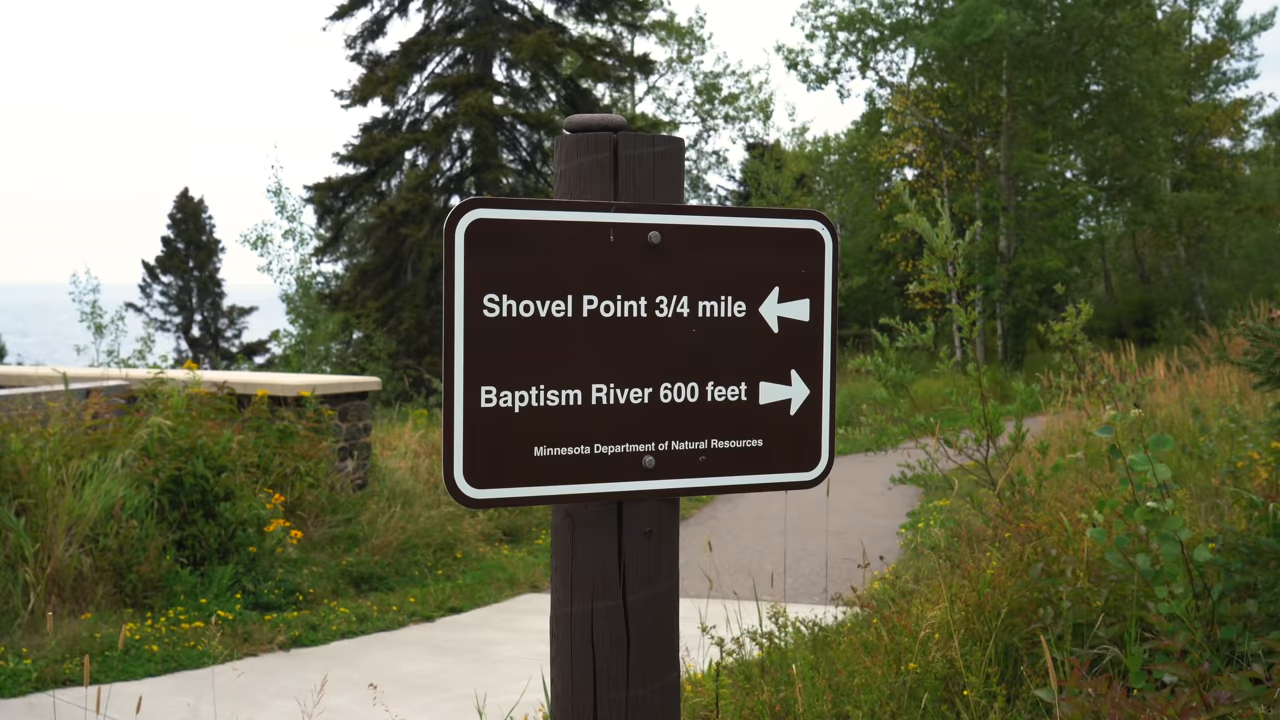 Shovel Point 3/4 mile
Baptism River 600 feet
Minnesota Department of Natural Resources